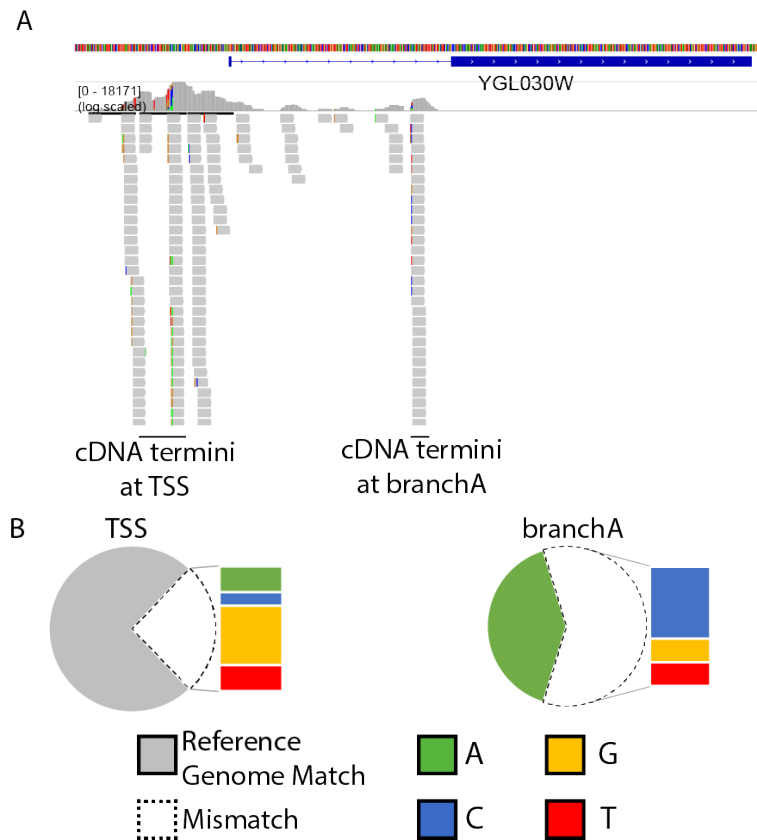 A
YGL030W
[0 - 18171]
(log scaled)
cDNA termini
at TSS
cDNA termini
at branchA
B
TSS
branchA
Reference
Genome Match
Mismatch
A
G
C
T